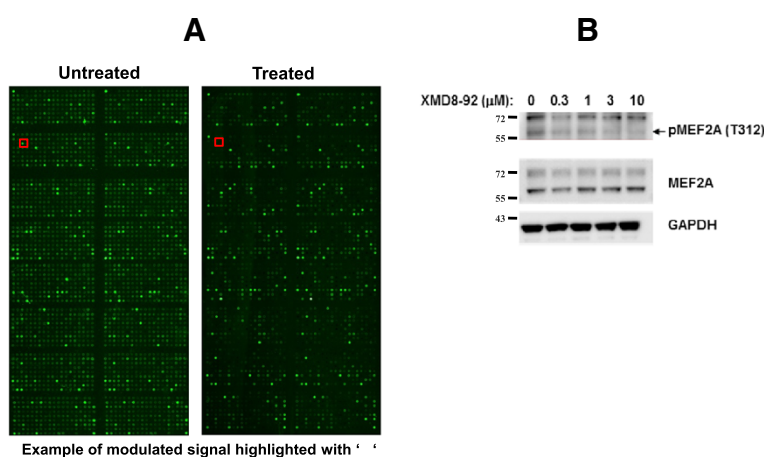 A
Untreated
Treated
Example of modulated signal highlighted with ‘ ‘
B
XMD8-92 (μM): 0 0.3 1 3 10
72
55
pMEF2A (T312)
72
55
MEF2A
43
GAPDH